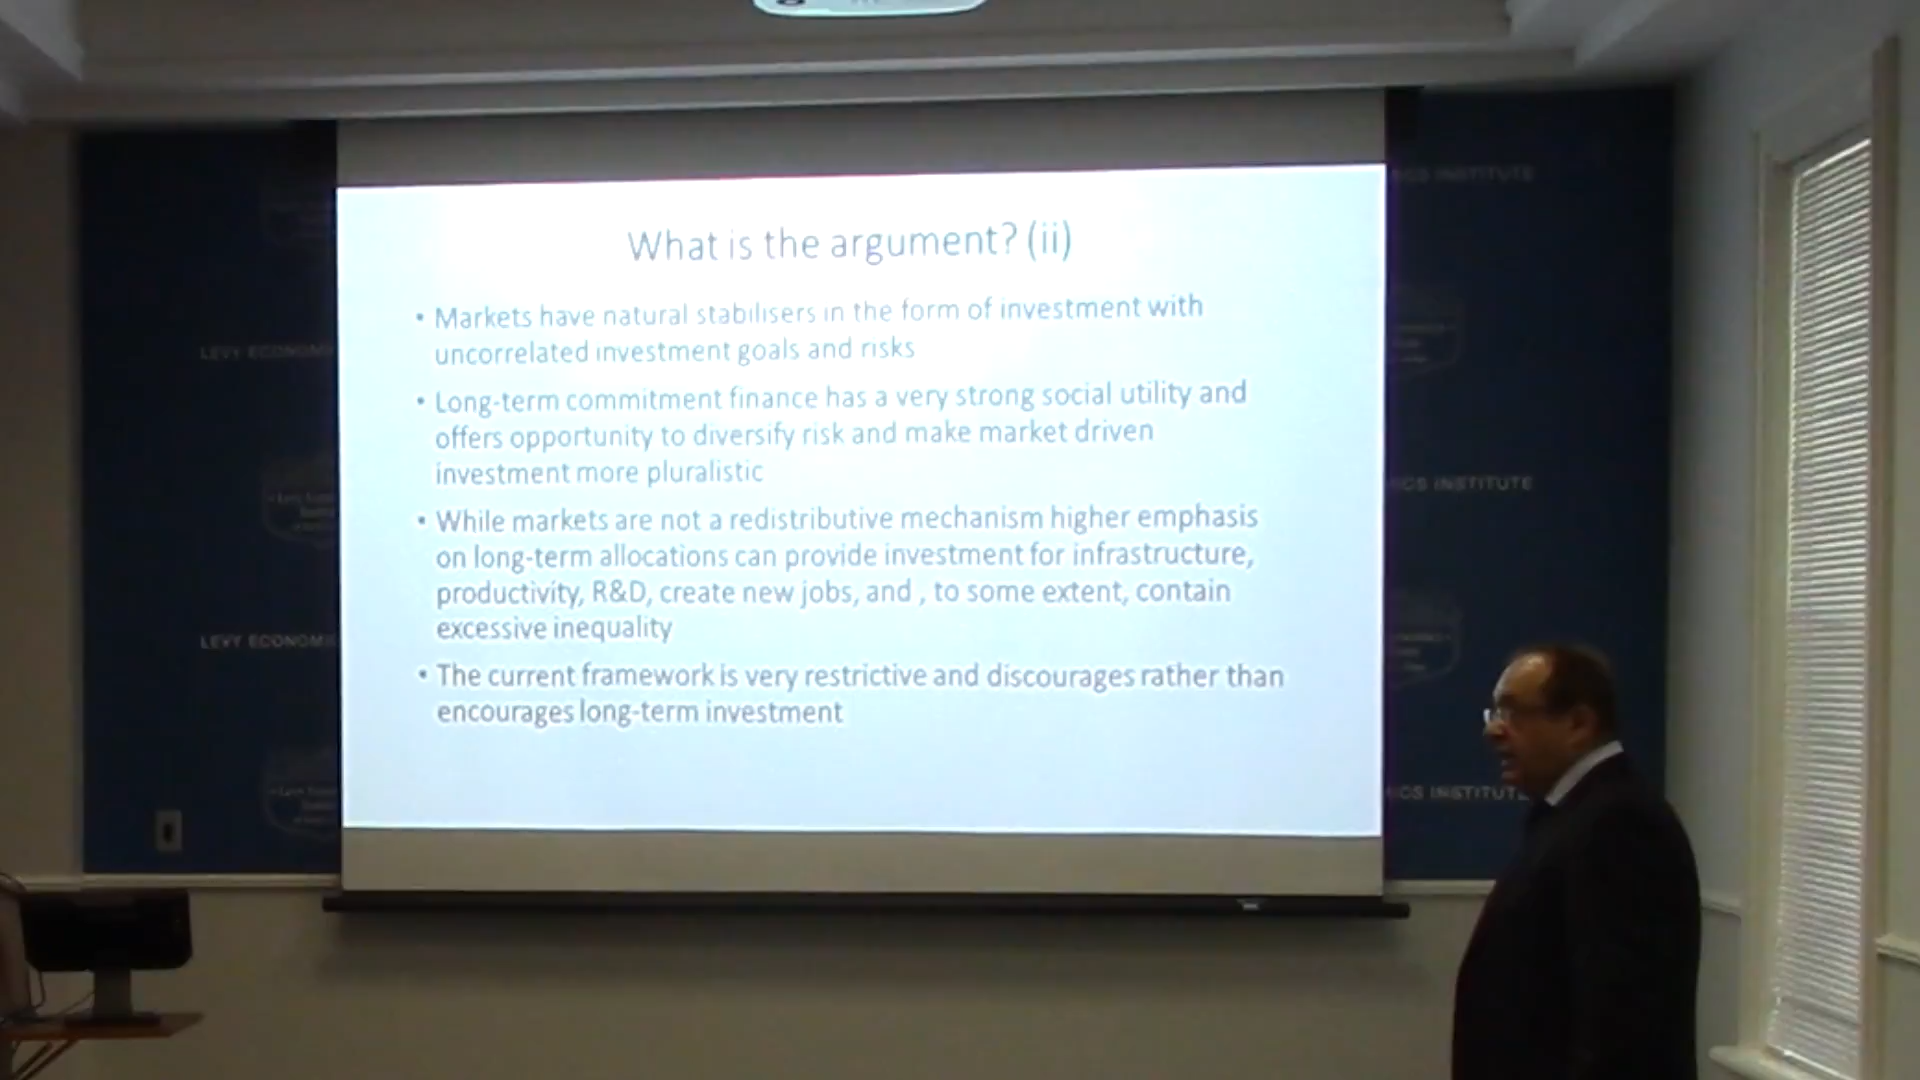 What is the argument? (ii)
• Markets have natural stabilisers in the form of investment with
uncorrelated investment goals and risks
• Long-term commitment finance has a very strong social utility and
offers opportunity to diversify risk and make market driven
investment more pluralistic
• While markets are not a redistributive mechanism higher emphasis
on long-term allocations can provide investment for infrastructure,
productivity, R&D, create new jobs, and , to some extent, contain
excessive inequality
• The current framework is very restrictive and discourages rather than
encourages long-term investment
LEVY ECONOM
LEVY ECONOMI
ICS INSTITUTE
ICS INSTITUTE
ICS INSTITUTE